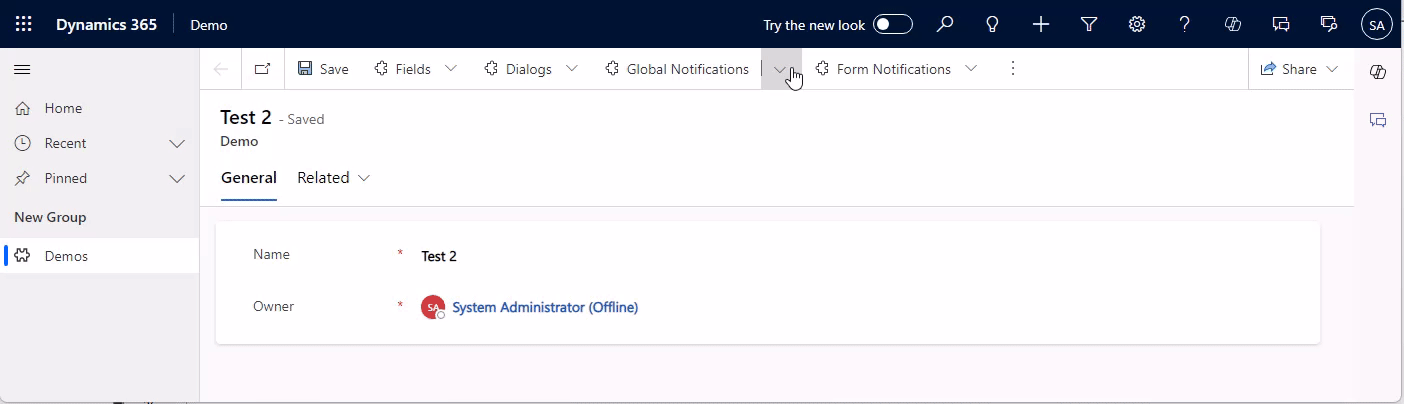 Dynamics 365 Demo Try the new look SA
Save Fields Dialogs Global Notifications Form Notifications Share
Home
Recent
Pinned
New Group
Demos
Test 2 - Saved
Demo
General Related
Name * Test 2
Owner * SA System Administrator (Offline)